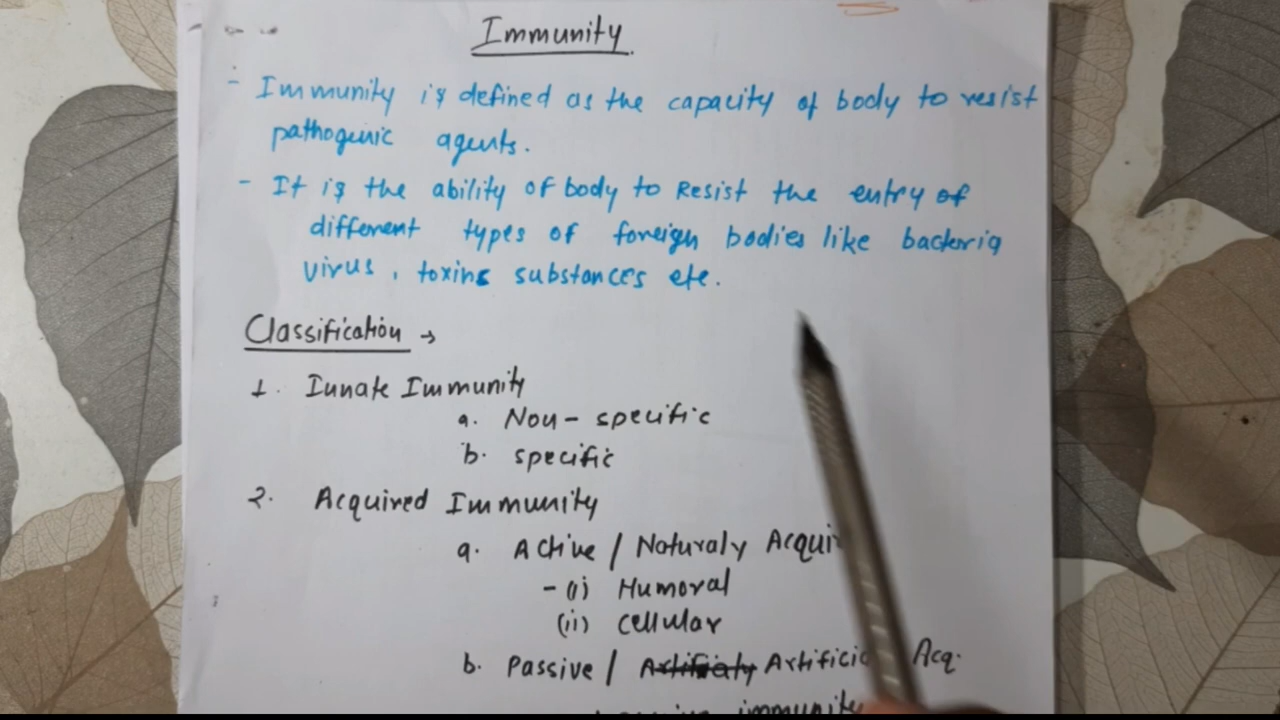 Immunity
- Immunity is defined as the capacity of body to resist
pathogenic agents.
- It is the ability of body to Resist the entry of
different types of foreign bodies like bacteria
virus, toxins substances etc.
Classification →
1. Innate Immunity
a. Non-specific
b. specific
2. Acquired Immunity
a. Active / Naturaly Acqui
- (i) Humoral
(ii) cellular
b. Passive / Artificia Acq.
immunity